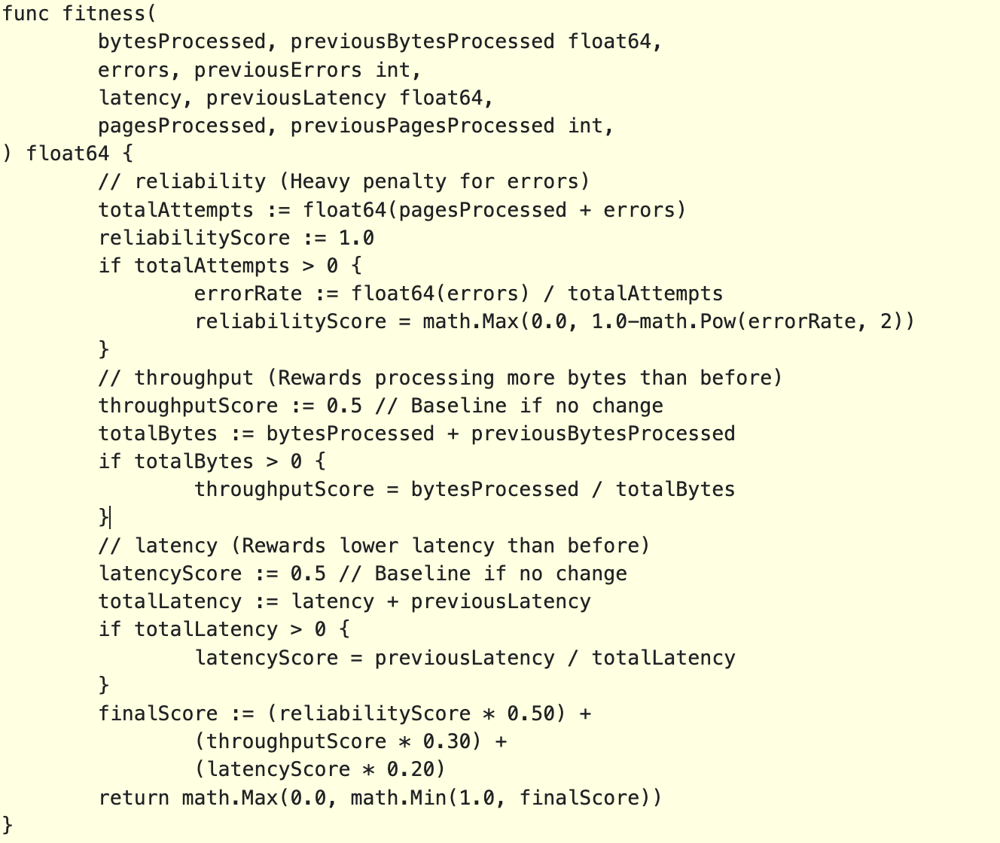 func fitness(
        bytesProcessed, previousBytesProcessed float64,
        errors, previousErrors int,
        latency, previousLatency float64,
        pagesProcessed, previousPagesProcessed int,
) float64 {
        // reliability (Heavy penalty for errors)
        totalAttempts := float64(pagesProcessed + errors)
        reliabilityScore := 1.0
        if totalAttempts > 0 {
                errorRate := float64(errors) / totalAttempts
                reliabilityScore = math.Max(0.0, 1.0-math.Pow(errorRate, 2))
        }
        // throughput (Rewards processing more bytes than before)
        throughputScore := 0.5 // Baseline if no change
        totalBytes := bytesProcessed + previousBytesProcessed
        if totalBytes > 0 {
                throughputScore = bytesProcessed / totalBytes
        }
        // latency (Rewards lower latency than before)
        latencyScore := 0.5 // Baseline if no change
        totalLatency := latency + previousLatency
        if totalLatency > 0 {
                latencyScore = previousLatency / totalLatency
        }
        finalScore := (reliabilityScore * 0.50) +
                (throughputScore * 0.30) +
                (latencyScore * 0.20)
        return math.Max(0.0, math.Min(1.0, finalScore))
}